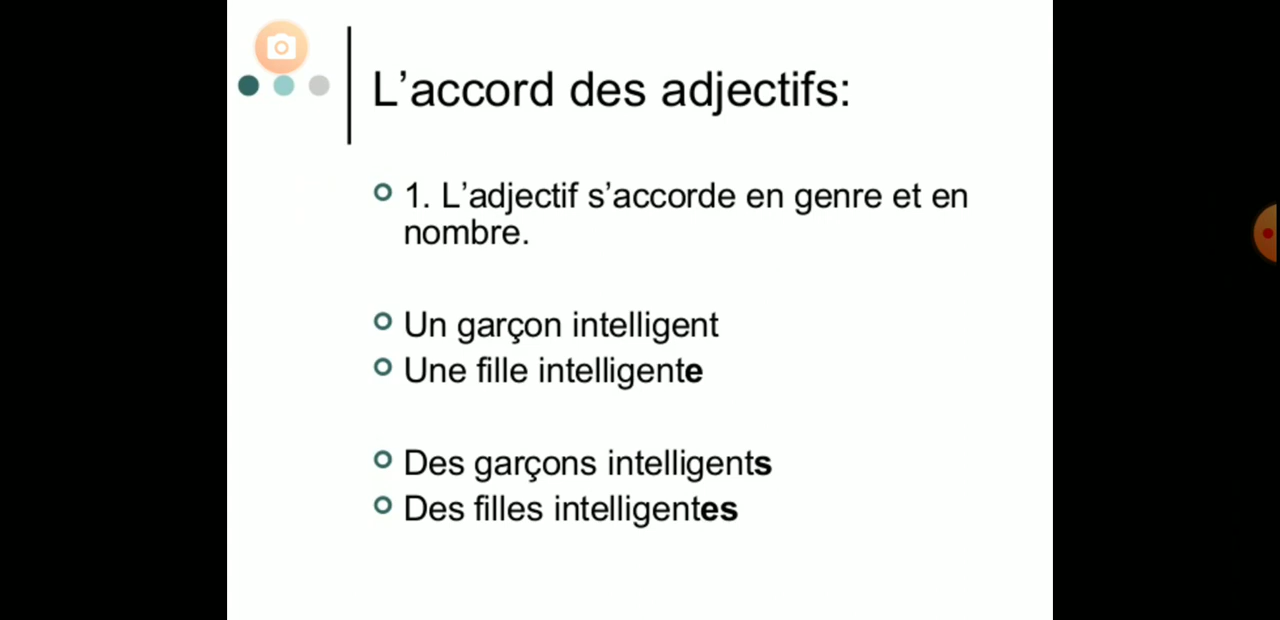 L’accord des adjectifs:
1. L’adjectif s’accorde en genre et en
nombre.
Un garçon intelligent
Une fille intelligente
Des garçons intelligents
Des filles intelligentes